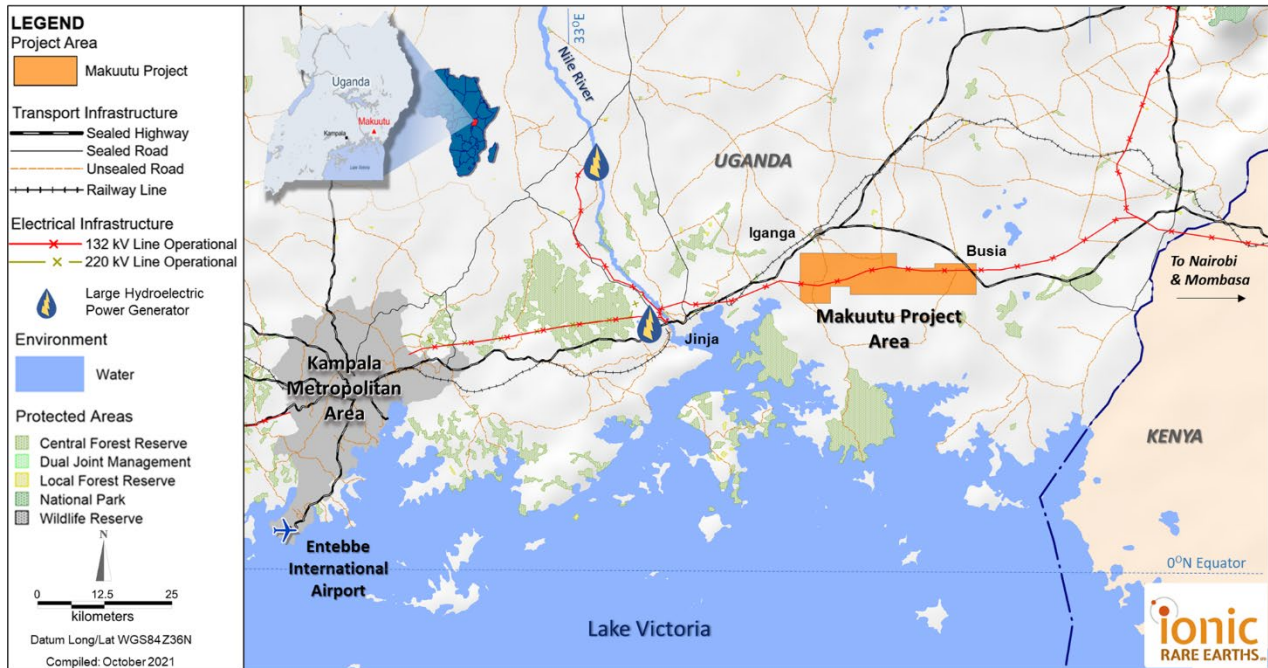 LEGEND
Project Area
Makuutu Project
Transport Infrastructure
Sealed Highway
Sealed Road
Unsealed Road
Railway Line
Electrical Infrastructure
132 kV Line Operational
220 kV Line Operational
Large Hydroelectric
Power Generator
Environment
Water
Protected Areas
Central Forest Reserve
Dual Joint Management
Local Forest Reserve
National Park
Wildlife Reserve
N
0 12.5 25
kilometers
Datum Long/Lat WGS84Z36N
Compiled: October 2021
Uganda
Kampala
Makuutu
Lake Victoria
33°E
Nile River
UGANDA
Iganga
Busia
To Nairobi
& Mombasa
Makuutu Project
Area
Jinja
Kampala
Metropolitan
Area
KENYA
Entebbe
International
Airport
0°N Equator
Lake Victoria
ionic
RARE EARTHS